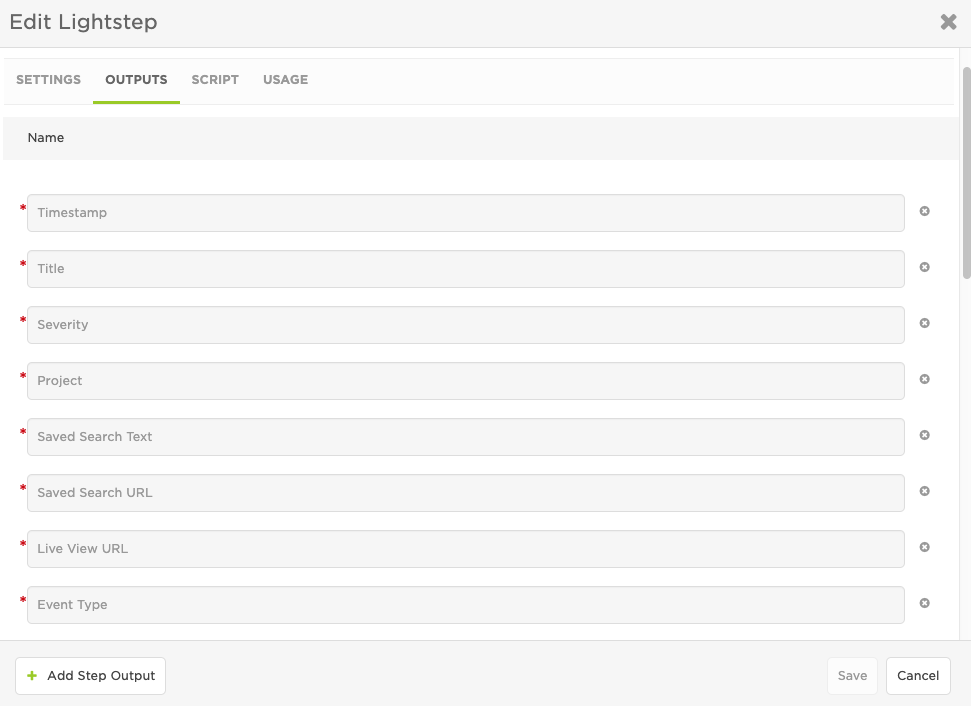 Edit Lightstep
SETTINGS OUTPUTS SCRIPT USAGE
Name
* Timestamp
* Title
* Severity
* Project
* Saved Search Text
* Saved Search URL
* Live View URL
* Event Type
+ Add Step Output Save Cancel